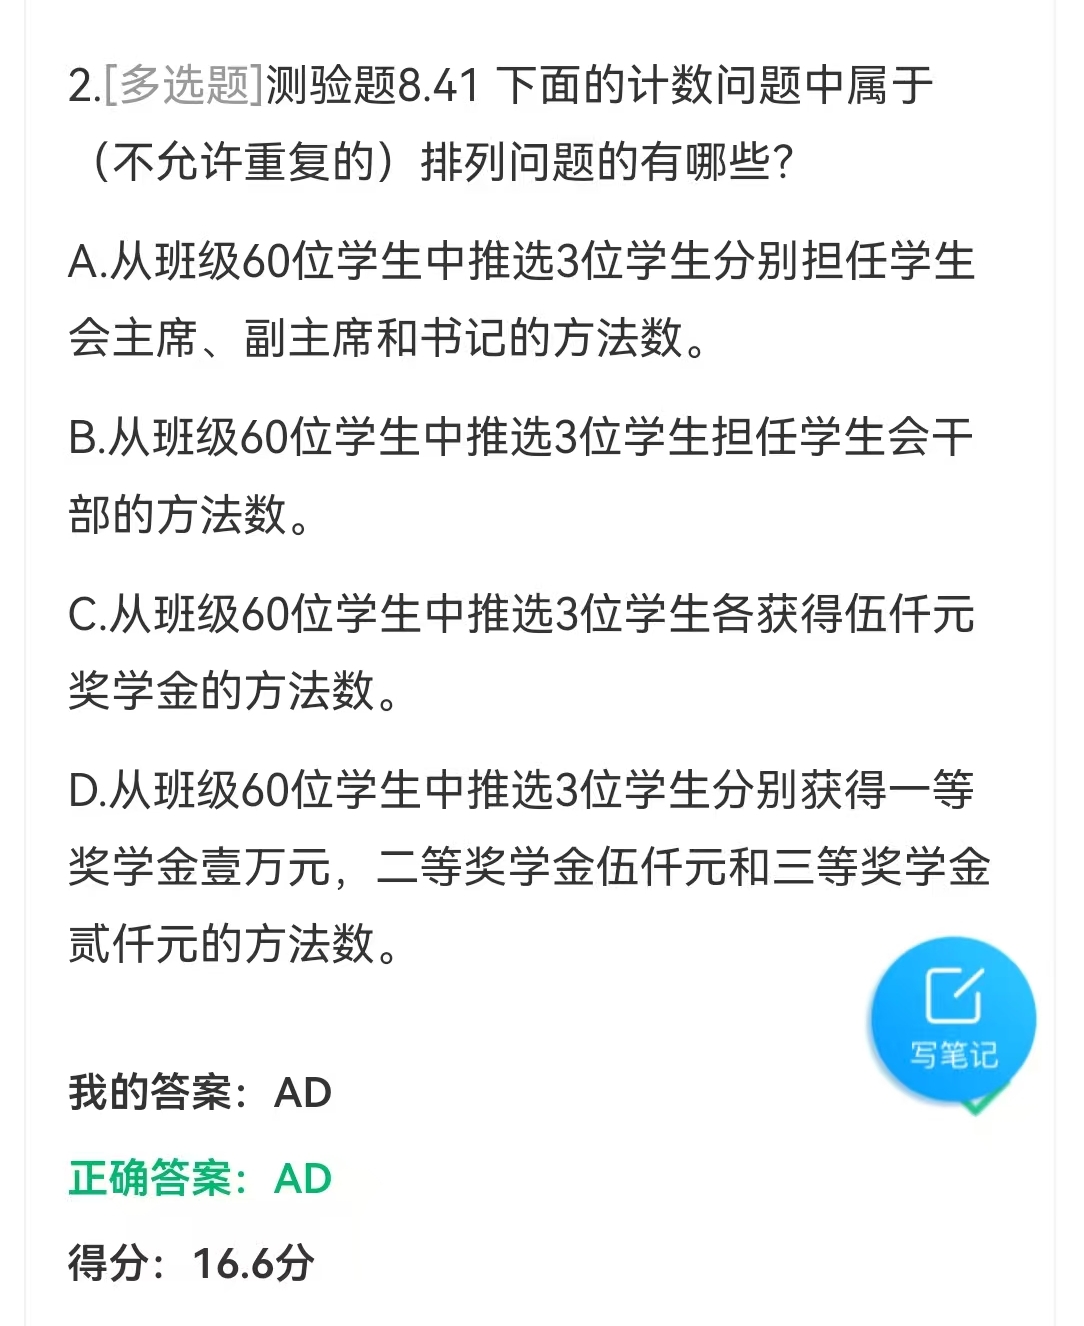 2.[多选题]测验题8.41 下面的计数问题中属于
（不允许重复的）排列问题的有哪些?
A.从班级60位学生中推选3位学生分别担任学生
会主席、副主席和书记的方法数。
B.从班级60位学生中推选3位学生担任学生会干
部的方法数。
C.从班级60位学生中推选3位学生各获得伍仟元
奖学金的方法数。
D.从班级60位学生中推选3位学生分别获得一等
奖学金壹万元，二等奖学金伍仟元和三等奖学金
贰仟元的方法数。
写笔记
我的答案：AD
正确答案：AD
得分：16.6分